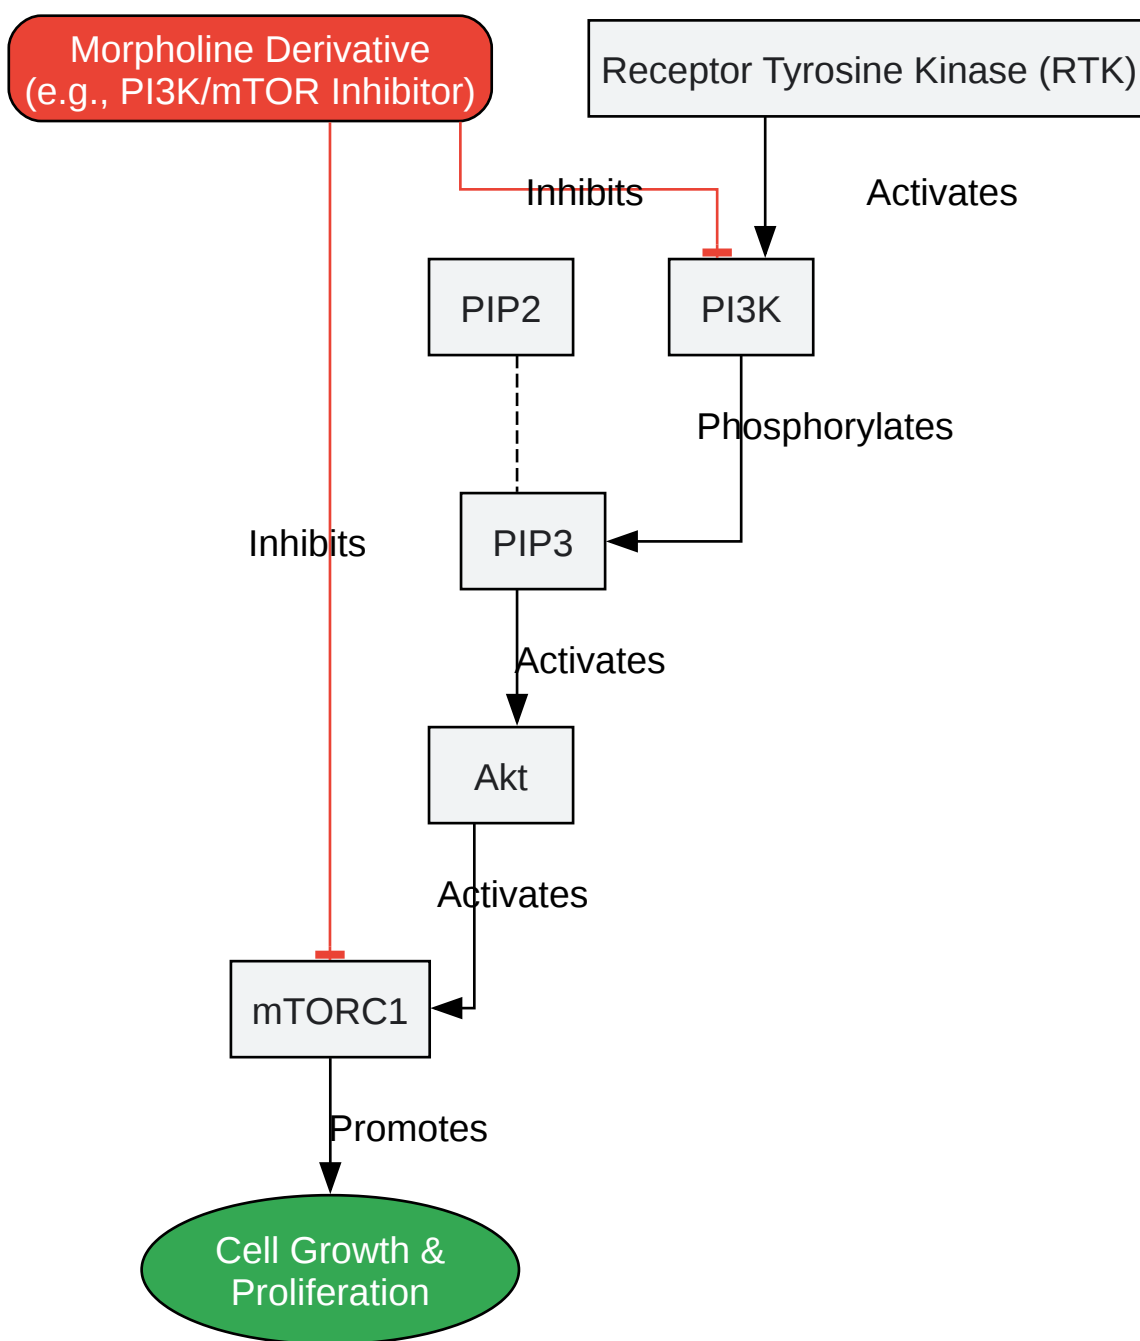 Morpholine Derivative
(e.g., PI3K/mTOR Inhibitor)
Receptor Tyrosine Kinase (RTK)
Inhibits
Activates
PIP2
PI3K
Phosphorylates
Inhibits
PIP3
Activates
Akt
Activates
mTORC1
Promotes
Cell Growth &
Proliferation